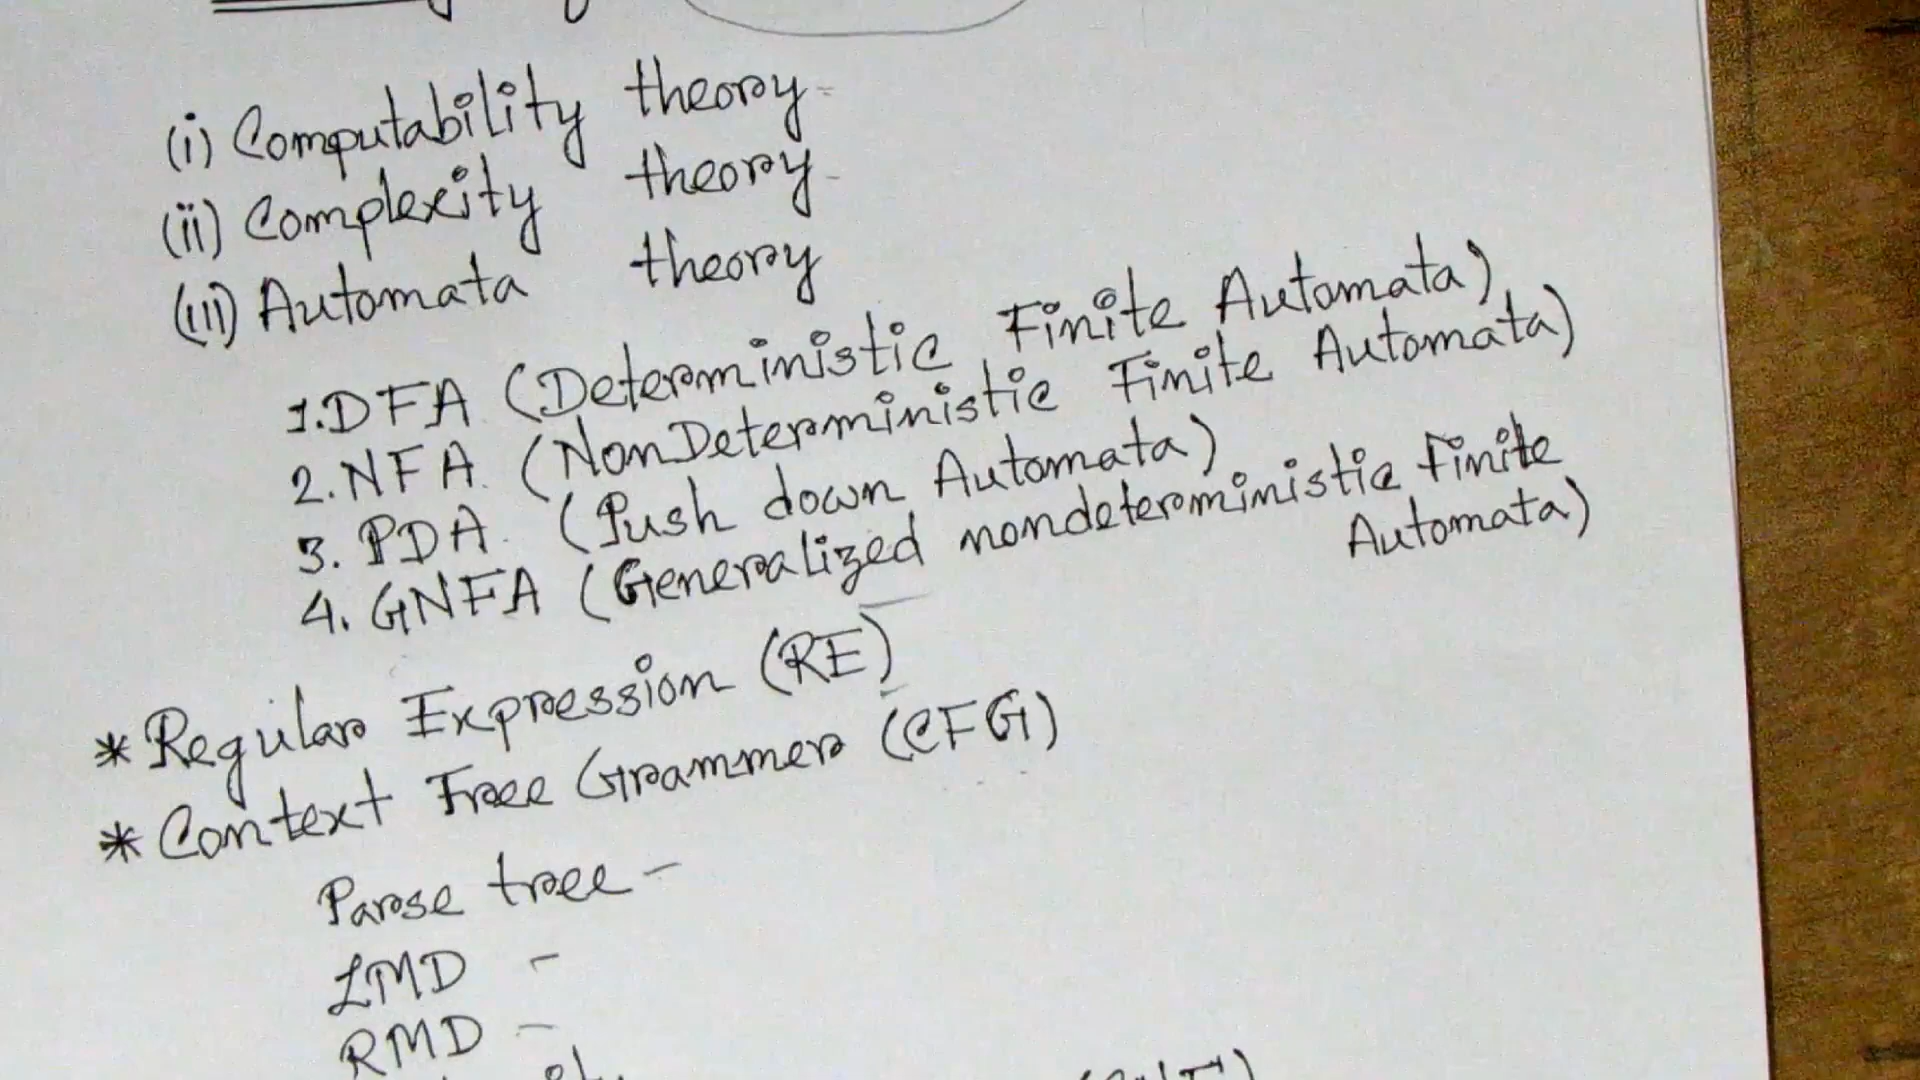 (i) Computability theory
(ii) Complexity theory
(iii) Automata theory
1. DFA (Deterministic Finite Automata)
2. NFA (NonDeterministic Finite Automata)
3. PDA (Push down Automata)
4. GNFA (Generalized nondeterministic finite
Automata)
* Regular Expression (RE)
* Context Free Grammer (CFG)
Parse tree -
LMD -
RMD -